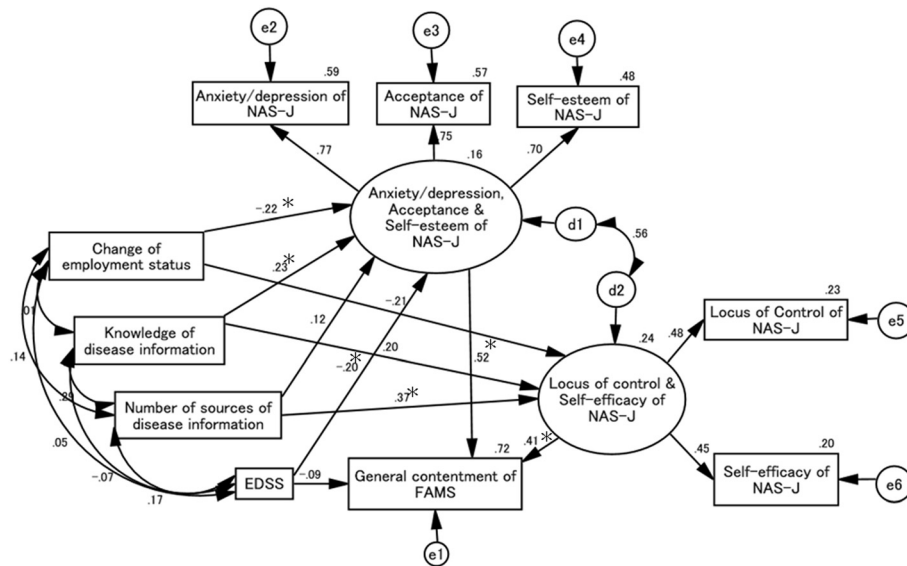 e2
e3
e4
.59
.57
.48
Anxiety/depression of
NAS-J
Acceptance of
NAS-J
Self-esteem of
NAS-J
.77
.75
.70
.16
Anxiety/depression,
Acceptance &
Self-esteem of
NAS-J
-.22 *
d1
.56
Change of
employment status
.23*
d2
.23
Locus of Control of
NAS-J
e5
.01
-.21
Knowledge of
disease information
.12
.20
-.20*
.52*
.24
.48
.14
Locus of control &
Self-efficacy of
NAS-J
.29
Number of sources of
disease information
.37*
.05
.41*
.45
.20
-.07
.72
Self-efficacy of
NAS-J
e6
.17
EDSS
-.09
General contentment of
FAMS
e1